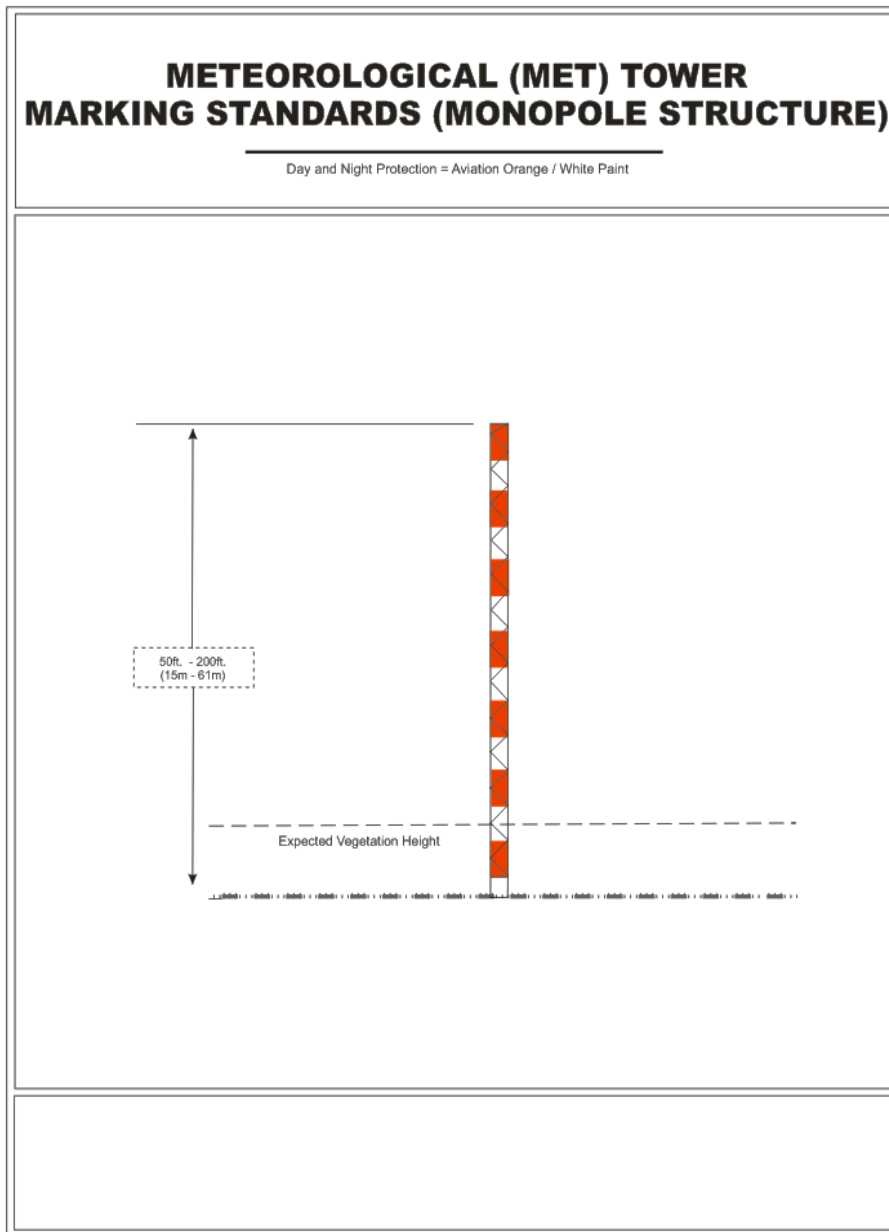 METEOROLOGICAL (MET) TOWER
MARKING STANDARDS (MONOPOLE STRUCTURE)
Day and Night Protection = Aviation Orange / White Paint
50ft. - 200ft.
(15m - 61m)
Expected Vegetation Height